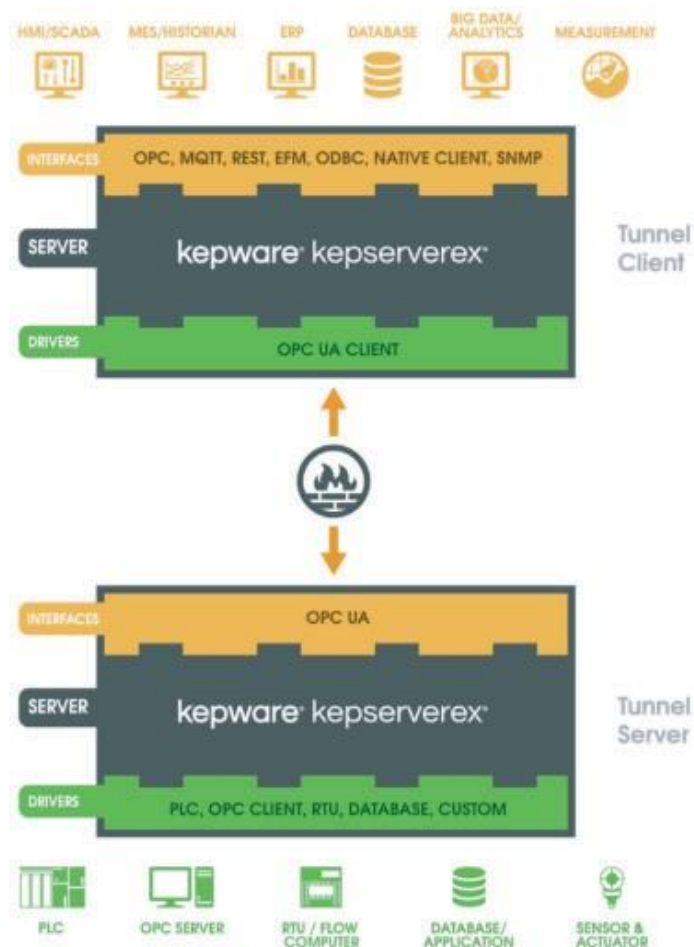 HMI/SCADA MES/HISTORIAN ERP DATABASE BIG DATA/ MEASUREMENT
ANALYTICS
INTERFACES OPC, MQTT, REST, EFM, ODBC, NATIVE CLIENT, SNMP
SERVER kepware® kepserverex®
Tunnel
Client
DRIVERS OPC UA CLIENT
INTERFACES OPC UA
SERVER kepware® kepserverex®
Tunnel
Server
DRIVERS PLC, OPC CLIENT, RTU, DATABASE, CUSTOM
PLC OPC SERVER RTU / FLOW DATABASE/ SENSOR &
COMPUTER APPLICATION ACTUATOR